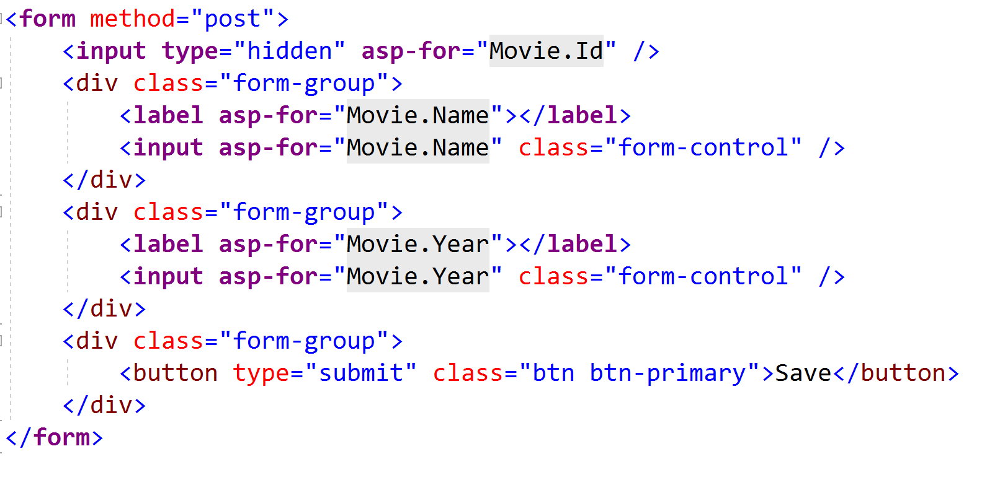 <form method="post">
    <input type="hidden" asp-for="Movie.Id" />
    <div class="form-group">
        <label asp-for="Movie.Name"></label>
        <input asp-for="Movie.Name" class="form-control" />
    </div>
    <div class="form-group">
        <label asp-for="Movie.Year"></label>
        <input asp-for="Movie.Year" class="form-control" />
    </div>
    <div class="form-group">
        <button type="submit" class="btn btn-primary">Save</button>
    </div>
</form>